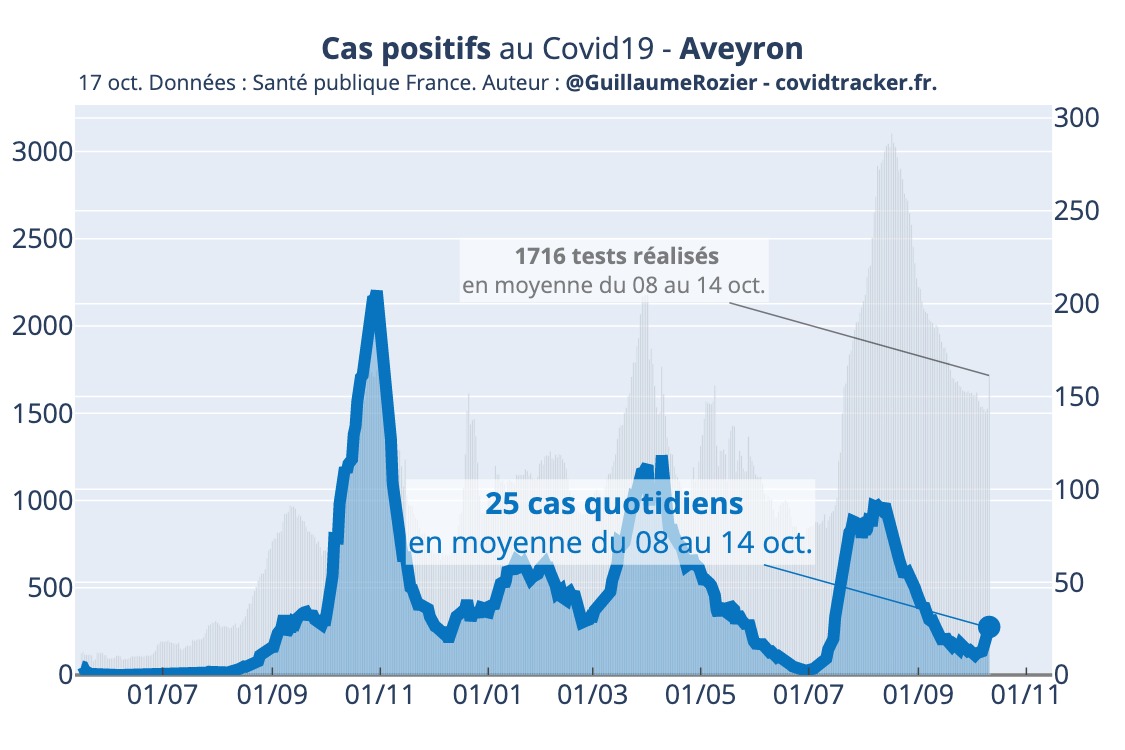 Cas positifs au Covid19 - Aveyron
17 oct. Données : Santé publique France. Auteur : @GuillaumeRozier - covidtracker.fr.
300
3000
250
2500
1716 tests réalisés
en moyenne du 08 au 14 oct.
200
2000
150
1500
100
1000
25 cas quotidiens
en moyenne du 08 au 14 oct.
50
500
0
0
01/07 01/09 01/11 01/01 01/03 01/05 01/07 01/09 01/11